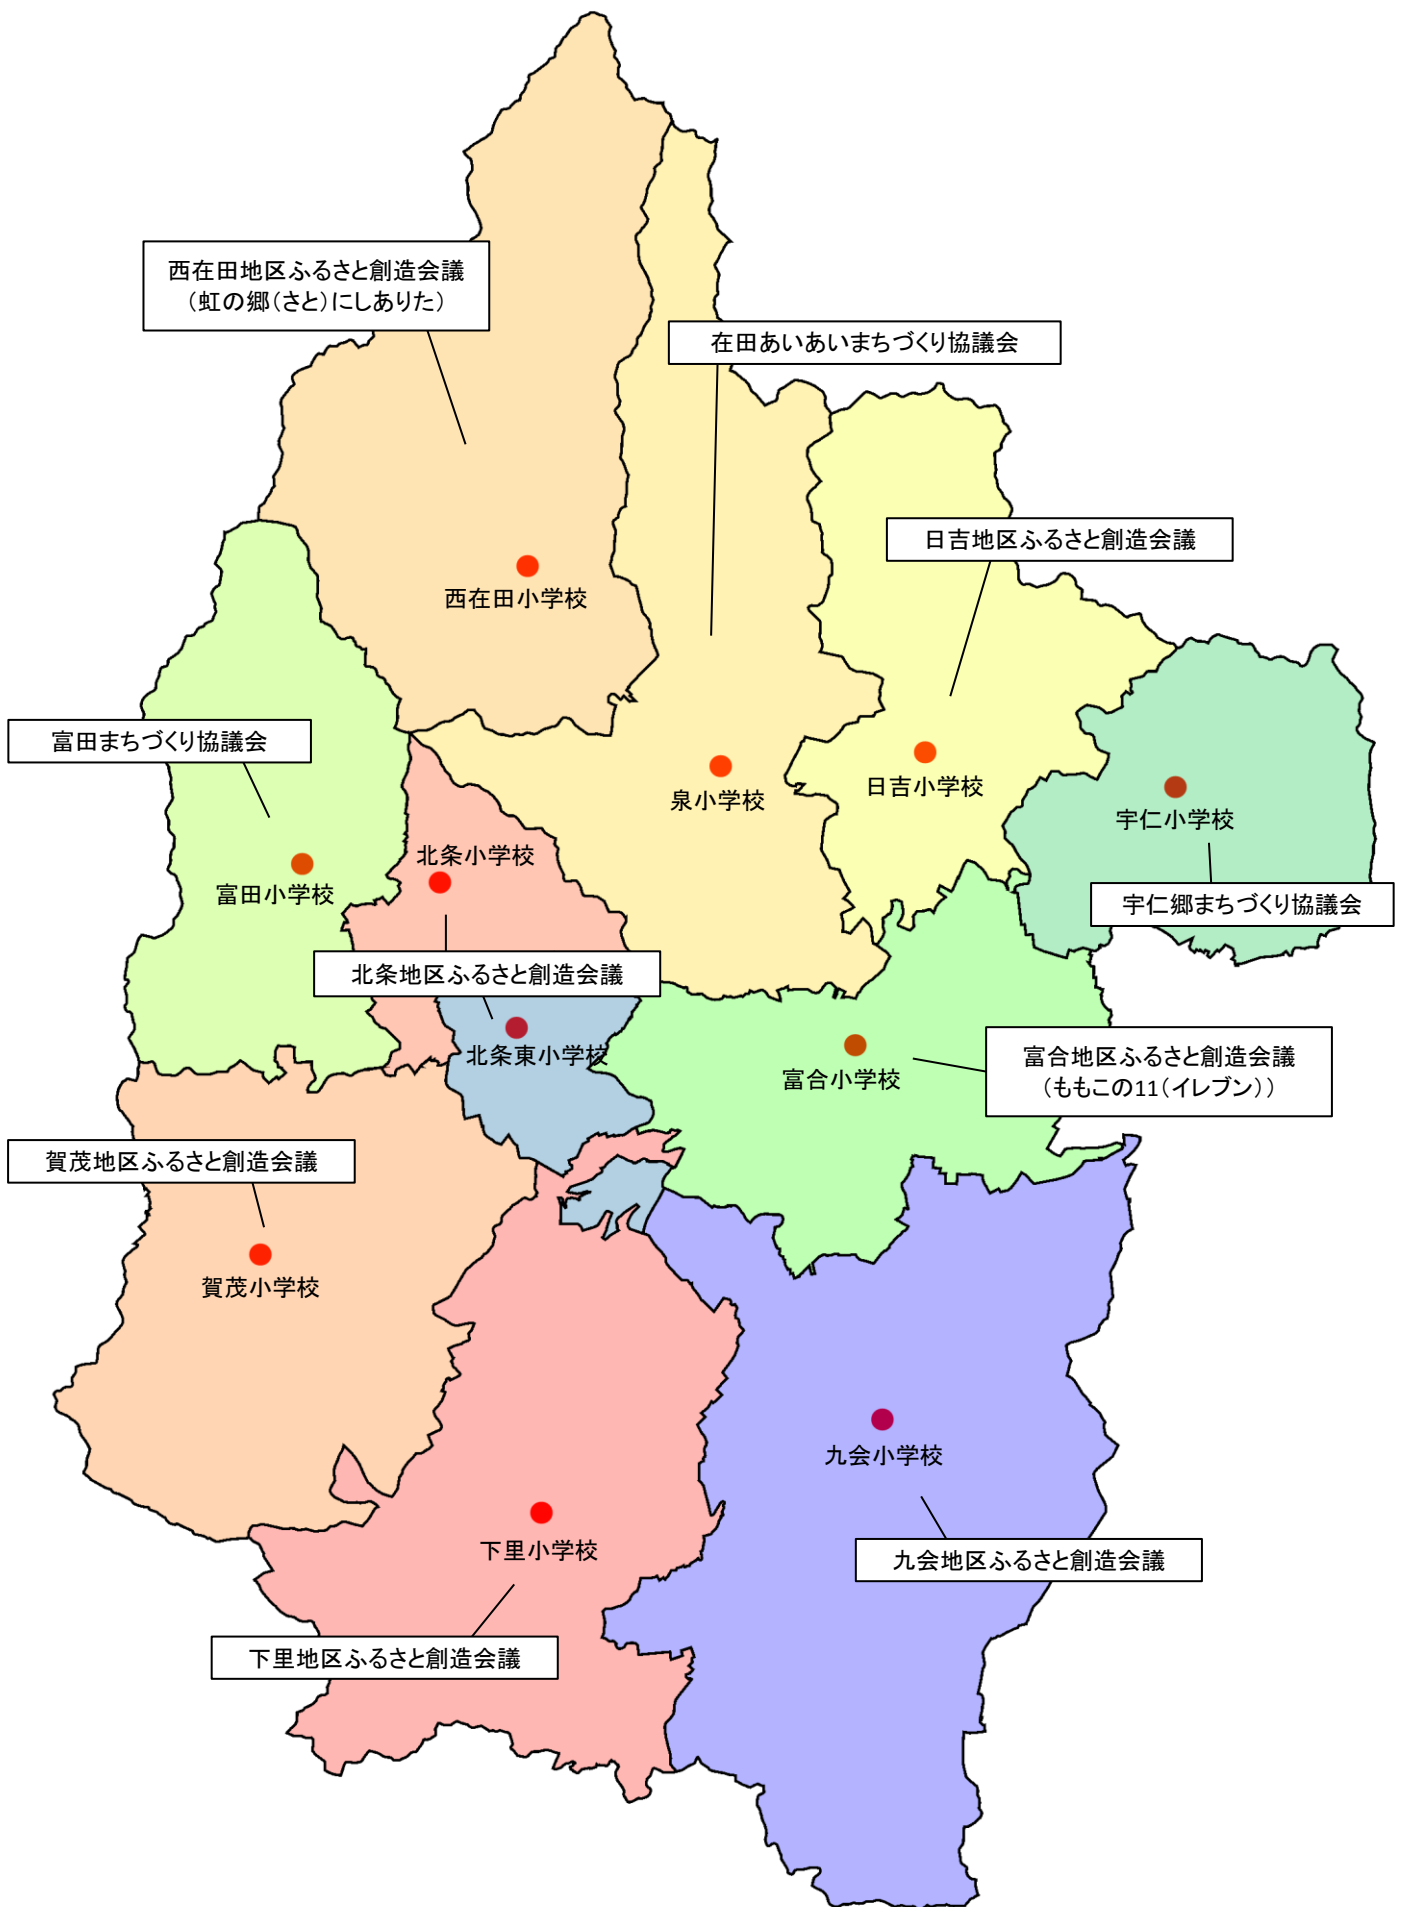 西在田地区ふるさと創造会議
（虹の郷（さと）にしありた）
在田あいあいまちづくり協議会
日吉地区ふるさと創造会議
西在田小学校
富田まちづくり協議会
泉小学校
日吉小学校
宇仁小学校
北条小学校
富田小学校
宇仁郷まちづくり協議会
北条地区ふるさと創造会議
北条東小学校
富合小学校
富合地区ふるさと創造会議
（ももこの11（イレブン））
賀茂地区ふるさと創造会議
賀茂小学校
九会小学校
下里小学校
九会地区ふるさと創造会議
下里地区ふるさと創造会議